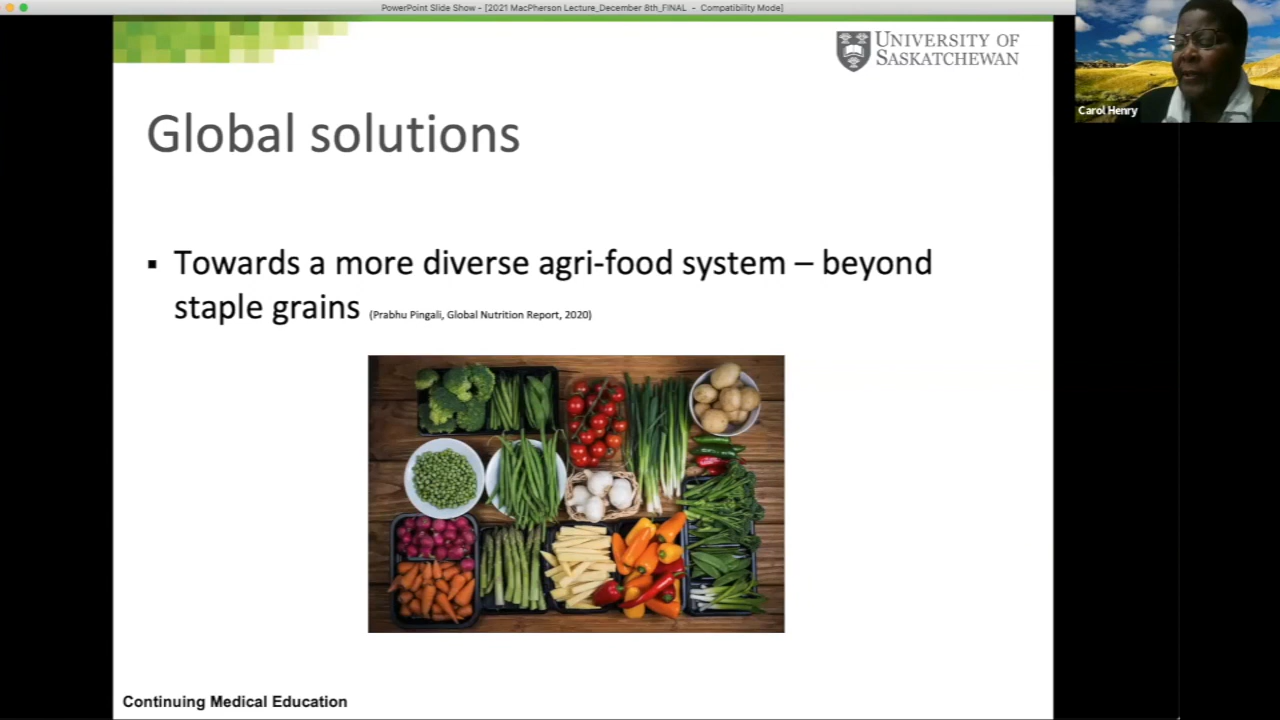 PowerPoint Slide Show - [2021 MacPherson Lecture_December 8th_FINAL - Compatibility Mode]
UNIVERSITY OF
SASKATCHEWAN
Carol Henry
Global solutions
▪ Towards a more diverse agri-food system – beyond
staple grains (Prabhu Pingali, Global Nutrition Report, 2020)
Continuing Medical Education